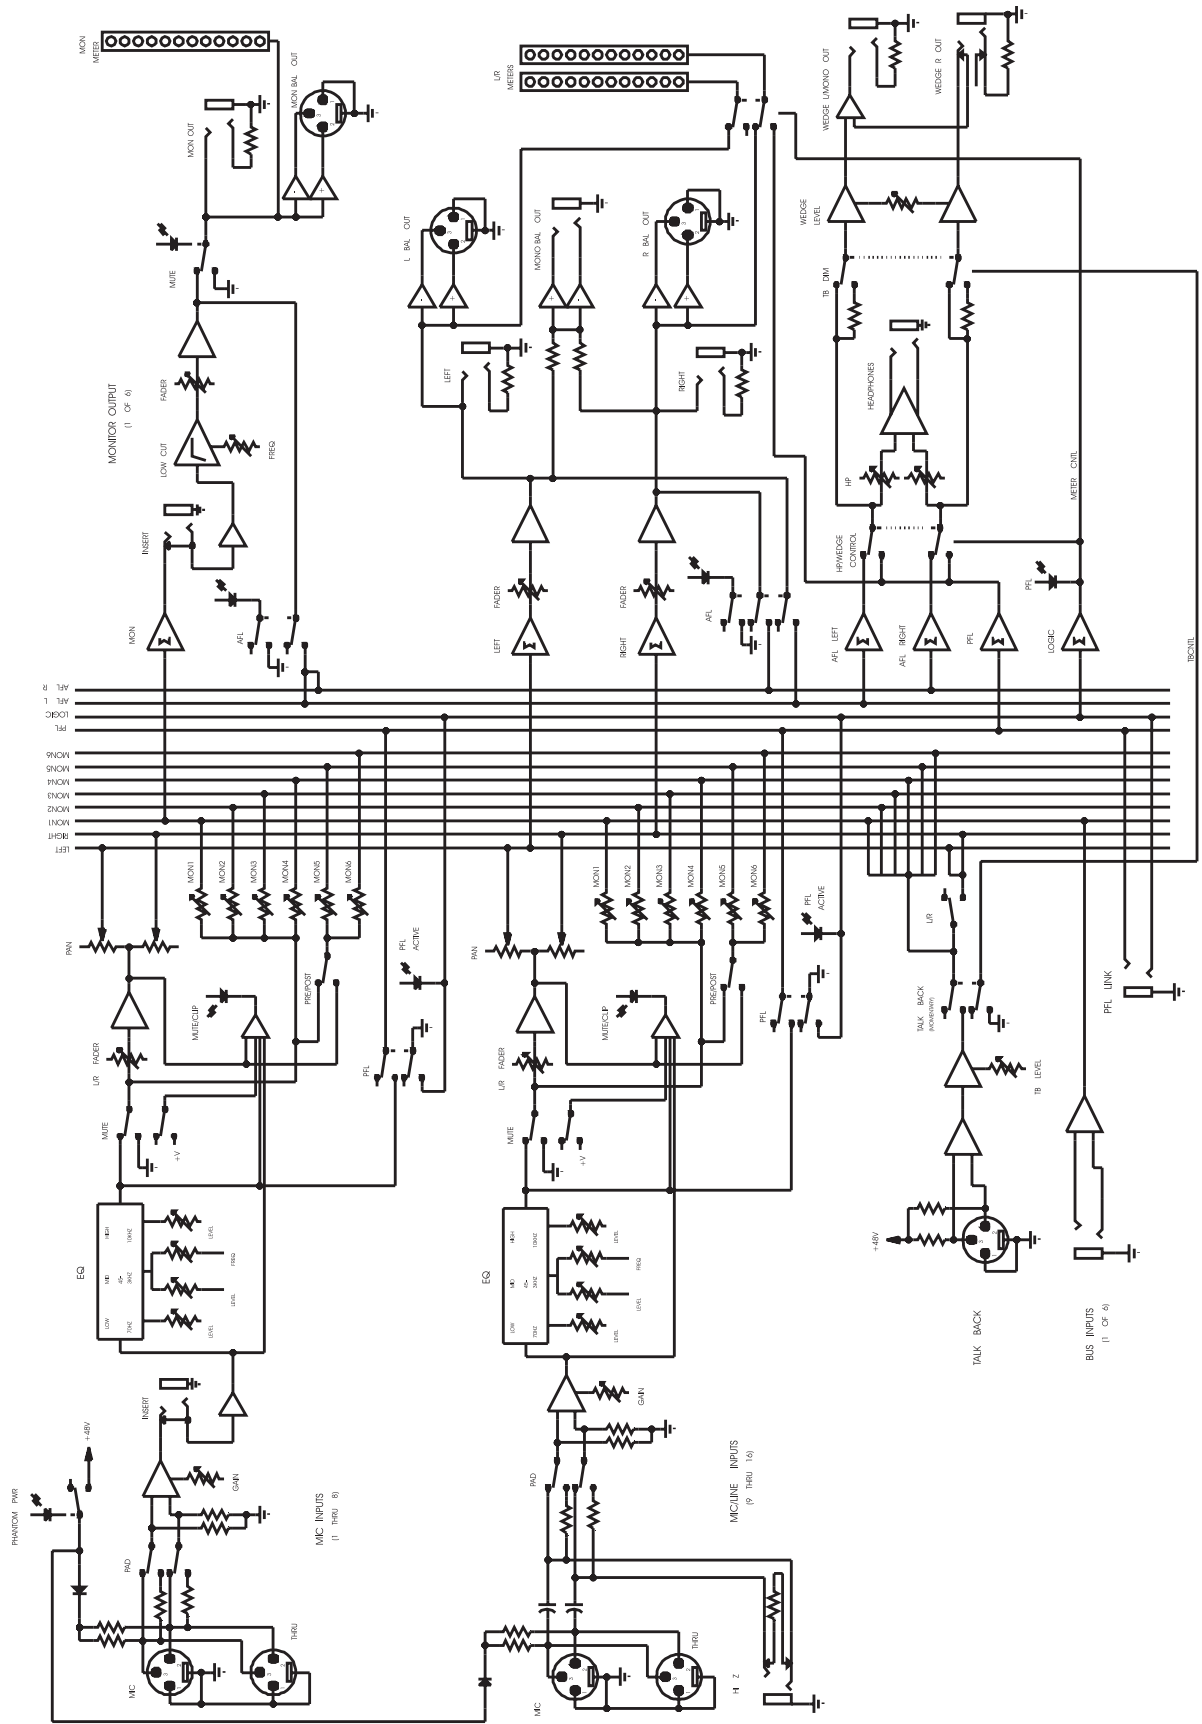 MON
METER
MON OUT
MON BAL OUT
MUTE
FADER
MONITOR OUTPUT
(1 OF 6)
LOW CUT
FREQ
INSERT
MON
AFL
L/R
METERS
L BAL OUT
MONO BAL OUT
R BAL OUT
LEFT
RIGHT
FADER
FADER
LEFT
RIGHT
AFL
WEDGE L/MONO OUT
WEDGE R OUT
WEDGE
LEVEL
TB DIM
HEADPHONES
HP
HP/WEDGE
CONTROL
METER CNTL
PFL
AFL LEFT
AFL RIGHT
PFL
LOGIC
TBCNTL
AFL R
AFL L
LOGIC
PFL
MON6
MON5
MON4
MON3
MON2
MON1
RIGHT
LEFT
PAN
MON1
MON2
MON3
MON4
MON5
MON6
FADER
L/R
MUTE/CLIP
PRE/POST
PFL
ACTIVE
PFL
MUTE
+V
EQ
HIGH
10KHZ
MID
45-
3KHZ
LOW
70HZ
LEVEL
FREQ
LEVEL
LEVEL
INSERT
+48V
PHANTOM PWR
GAIN
PAD
MIC INPUTS
(1 THRU 8)
MIC
THRU
PAN
MON1
MON2
MON3
MON4
MON5
MON6
FADER
L/R
MUTE/CLIP
PRE/POST
PFL
ACTIVE
PFL
MUTE
+V
EQ
HIGH
10KHZ
MID
45-
3KHZ
LOW
70HZ
LEVEL
FREQ
LEVEL
LEVEL
GAIN
PAD
MIC/LINE INPUTS
(9 THRU 16)
MIC
THRU
HI Z
L/R
TALK BACK
(MOMENTARY)
TB LEVEL
+48V
TALK BACK
PFL LINK
BUS INPUTS
(1 OF 6)